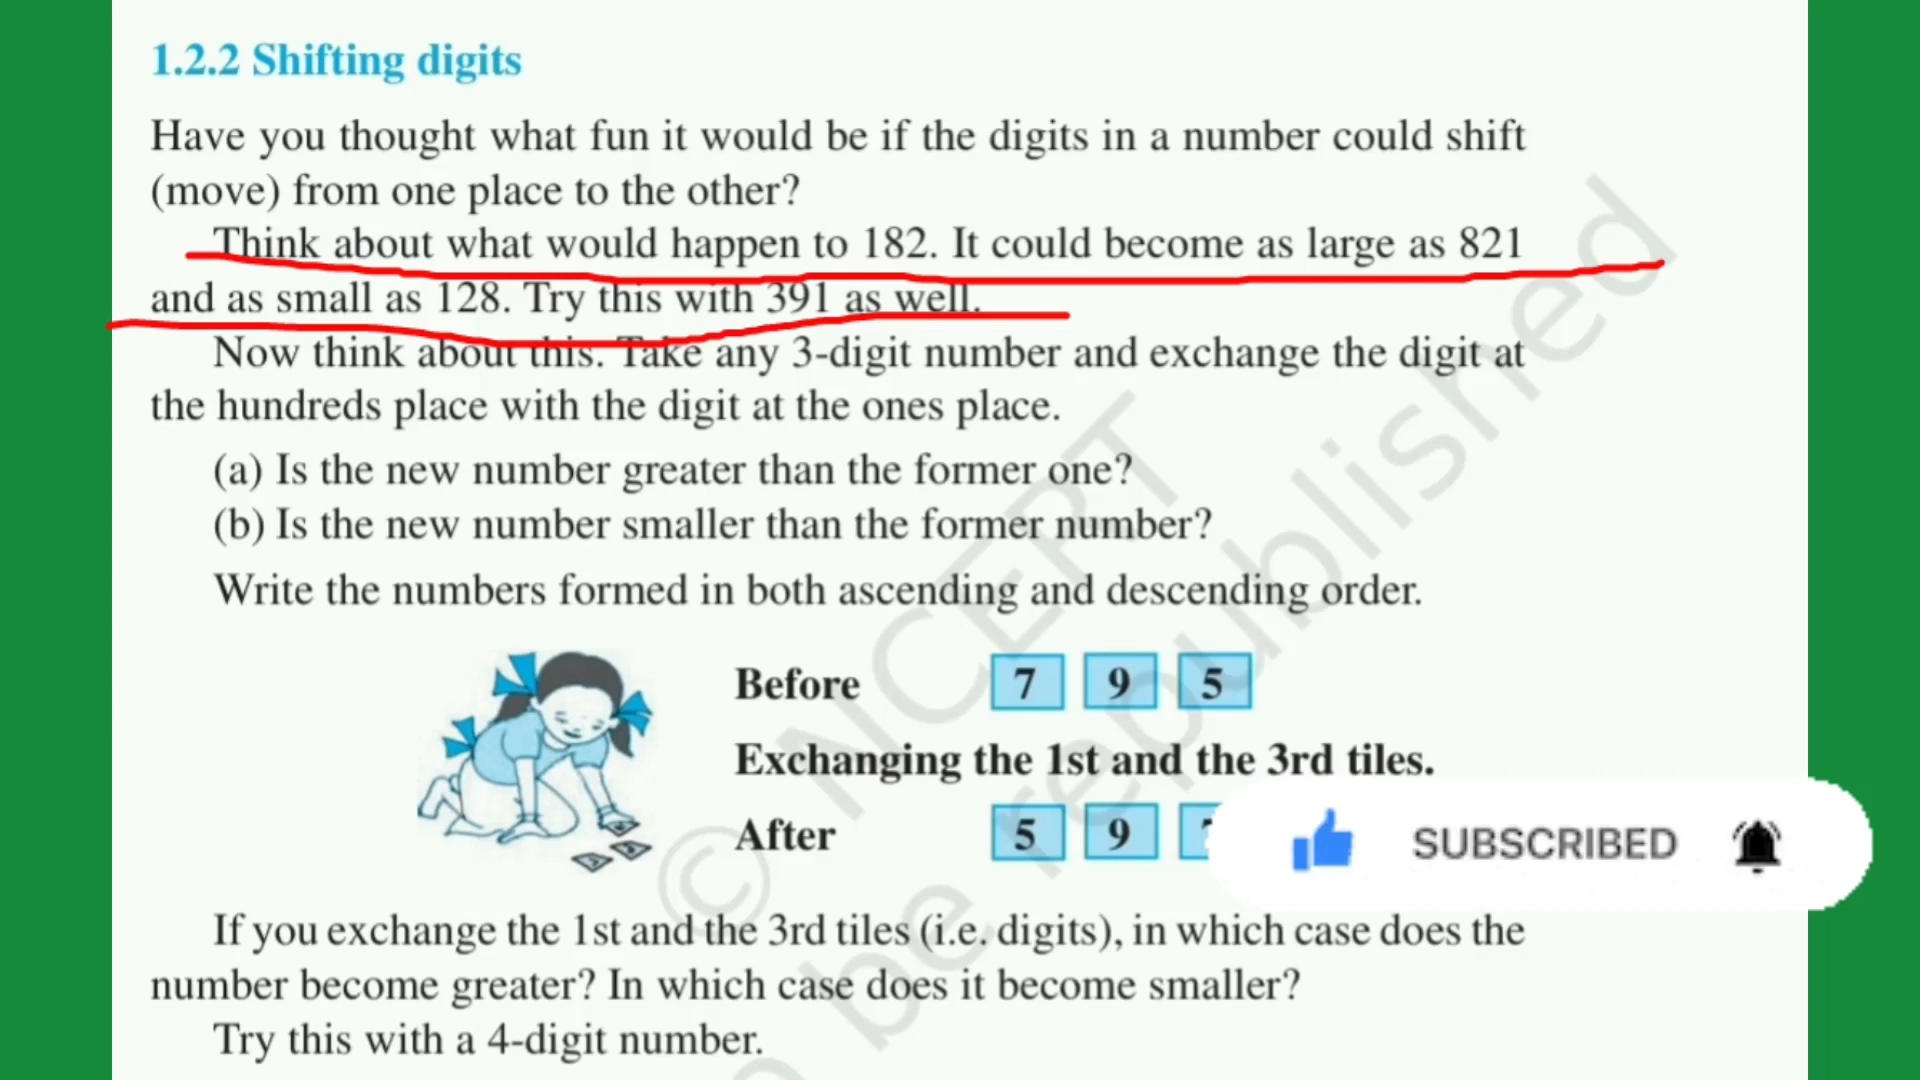 1.2.2 Shifting digits
Have you thought what fun it would be if the digits in a number could shift
(move) from one place to the other?
Think about what would happen to 182. It could become as large as 821
and as small as 128. Try this with 391 as well.
Now think about this. Take any 3-digit number and exchange the digit at
the hundreds place with the digit at the ones place.
(a) Is the new number greater than the former one?
(b) Is the new number smaller than the former number?
Write the numbers formed in both ascending and descending order.
Before 7 9 5
Exchanging the 1st and the 3rd tiles.
After 5 9
SUBSCRIBED
If you exchange the 1st and the 3rd tiles (i.e. digits), in which case does the
number become greater? In which case does it become smaller?
Try this with a 4-digit number.
© NCERT
be republished